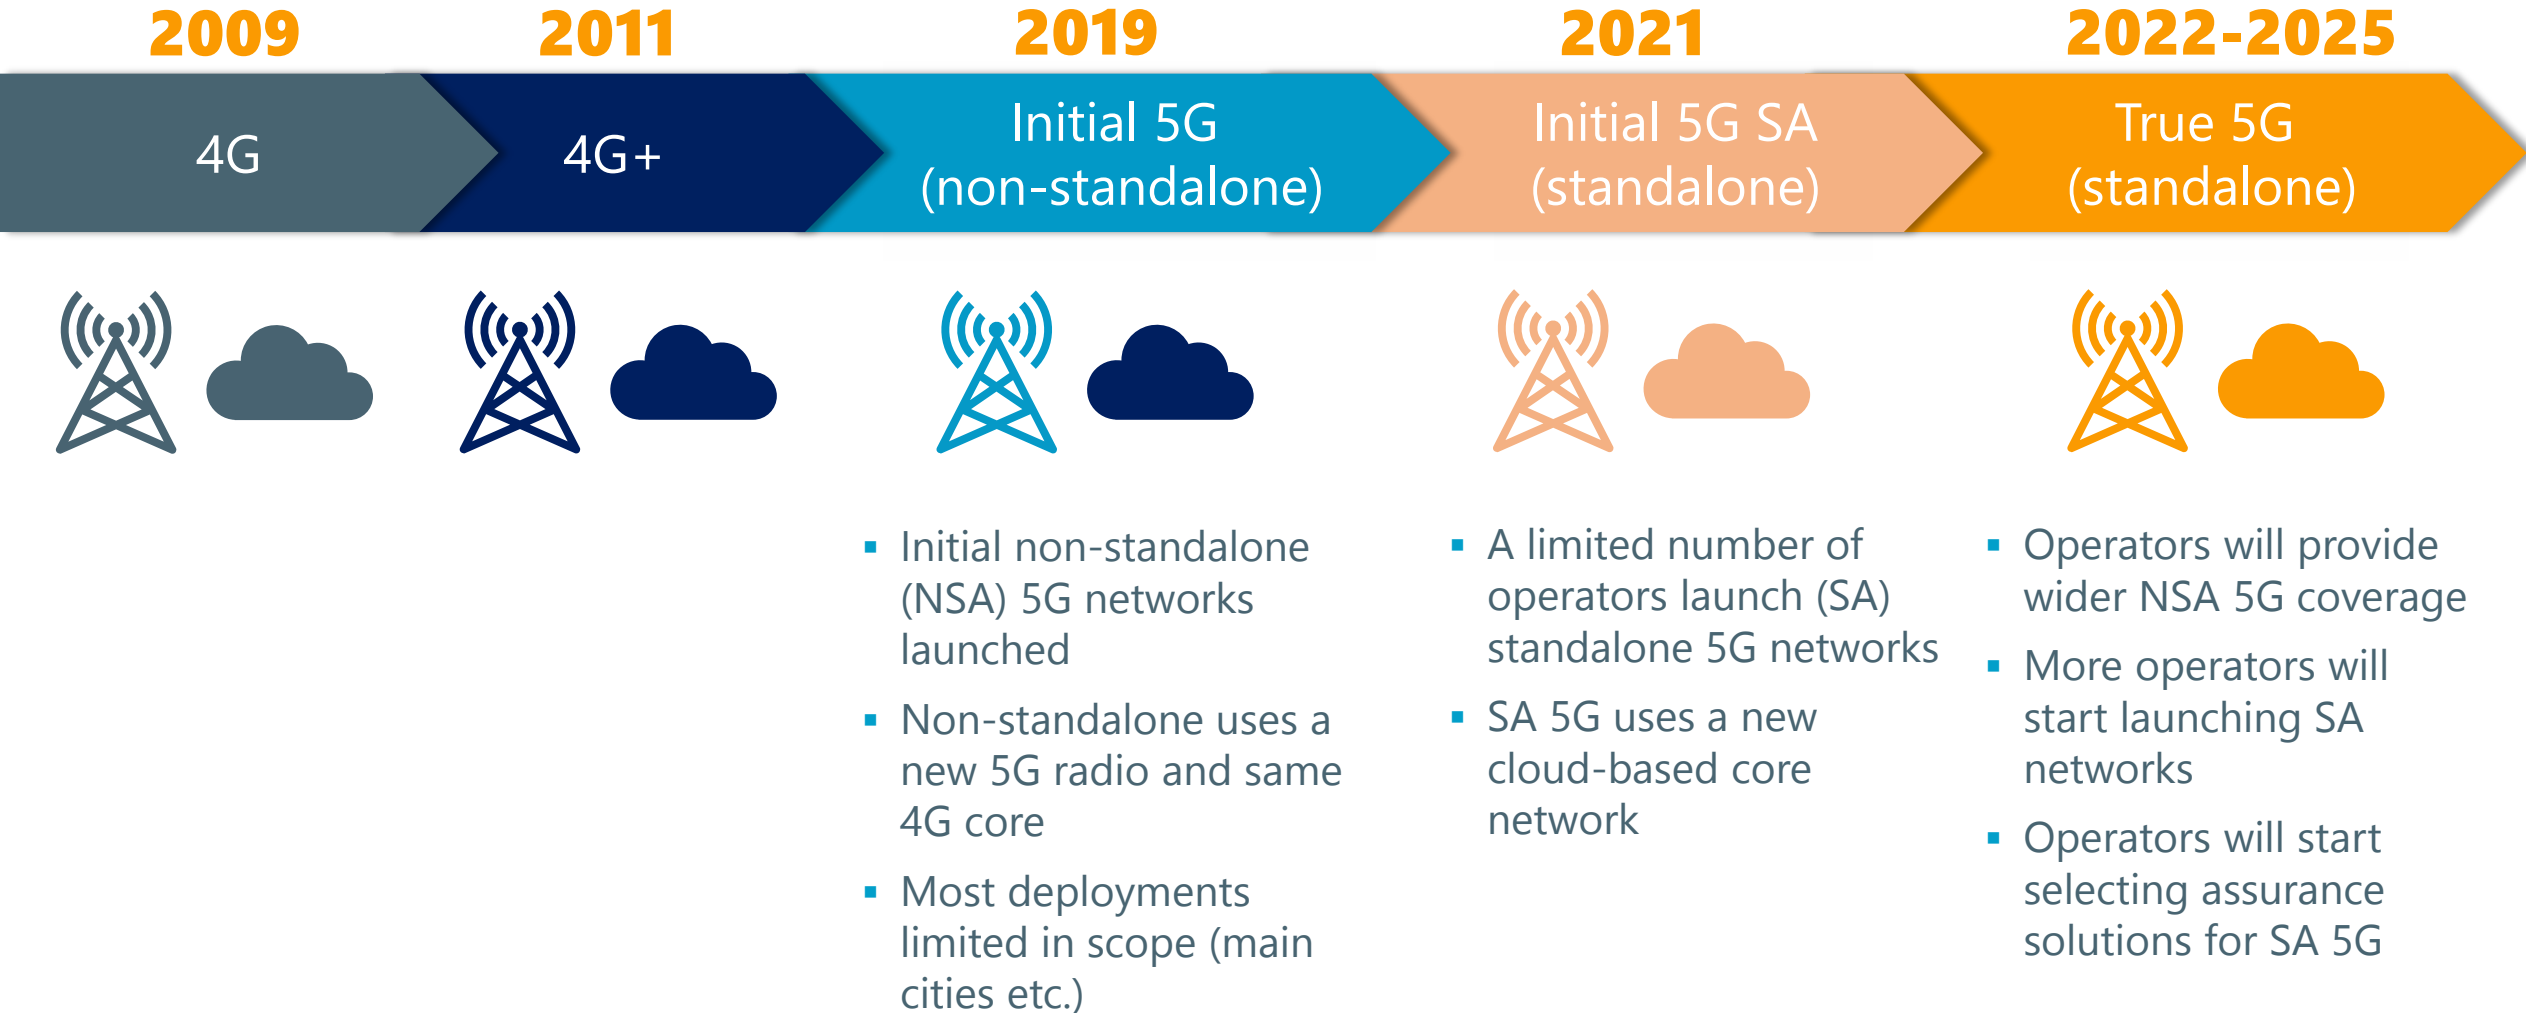 2009
4G
2011
4G+
2019
Initial 5G
(non-standalone)
▪ Initial non-standalone
(NSA) 5G networks
launched
▪ Non-standalone uses a
new 5G radio and same
4G core
▪ Most deployments
limited in scope (main
cities etc.)
2021
Initial 5G SA
(standalone)
▪ A limited number of
operators launch (SA)
standalone 5G networks
▪ SA 5G uses a new
cloud-based core
network
2022-2025
True 5G
(standalone)
▪ Operators will provide
wider NSA 5G coverage
▪ More operators will
start launching SA
networks
▪ Operators will start
selecting assurance
solutions for SA 5G